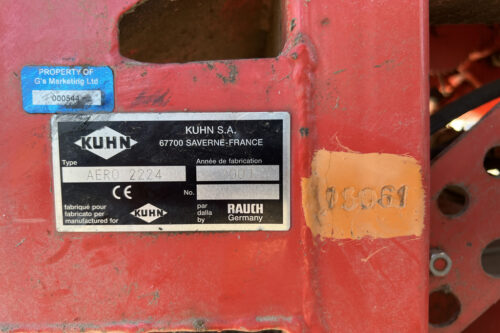 PROPERTY OF
G's Marketing Ltd
000544
KUHN
KUHN S.A.
67700 SAVERNE-FRANCE
Type
Année de fabrication
AERO 2224
CE
No.
fabriqué pour
fabricato per
manufactured for
KUHN
par
dalla
by
RAUCH
Germany